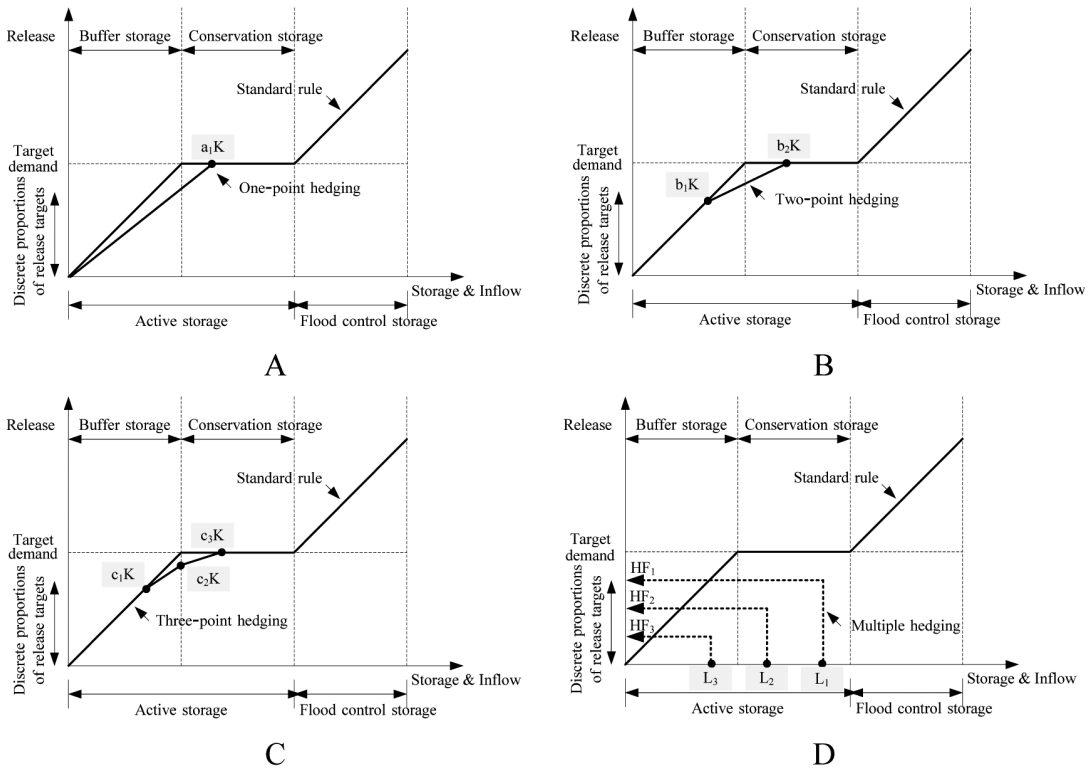 Release
Buffer storage
Conservation storage
Standard rule
a₁K
Target
demand
One-point hedging
Discrete proportions
of release targets
Storage & Inflow
Active storage
Flood control storage
A
Release
Buffer storage
Conservation storage
Standard rule
b₂K
Target
demand
b₁K
Two-point hedging
Discrete proportions
of release targets
Storage & Inflow
Active storage
Flood control storage
B
Release
Buffer storage
Conservation storage
Standard rule
c₃K
Target
demand
c₁K
c₂K
Three-point hedging
Discrete proportions
of release targets
Storage & Inflow
Active storage
Flood control storage
C
Release
Buffer storage
Conservation storage
Standard rule
Target
demand
HF₁
HF₂
HF₃
Multiple hedging
Discrete proportions
of release targets
L₃
L₂
L₁
Storage & Inflow
Active storage
Flood control storage
D